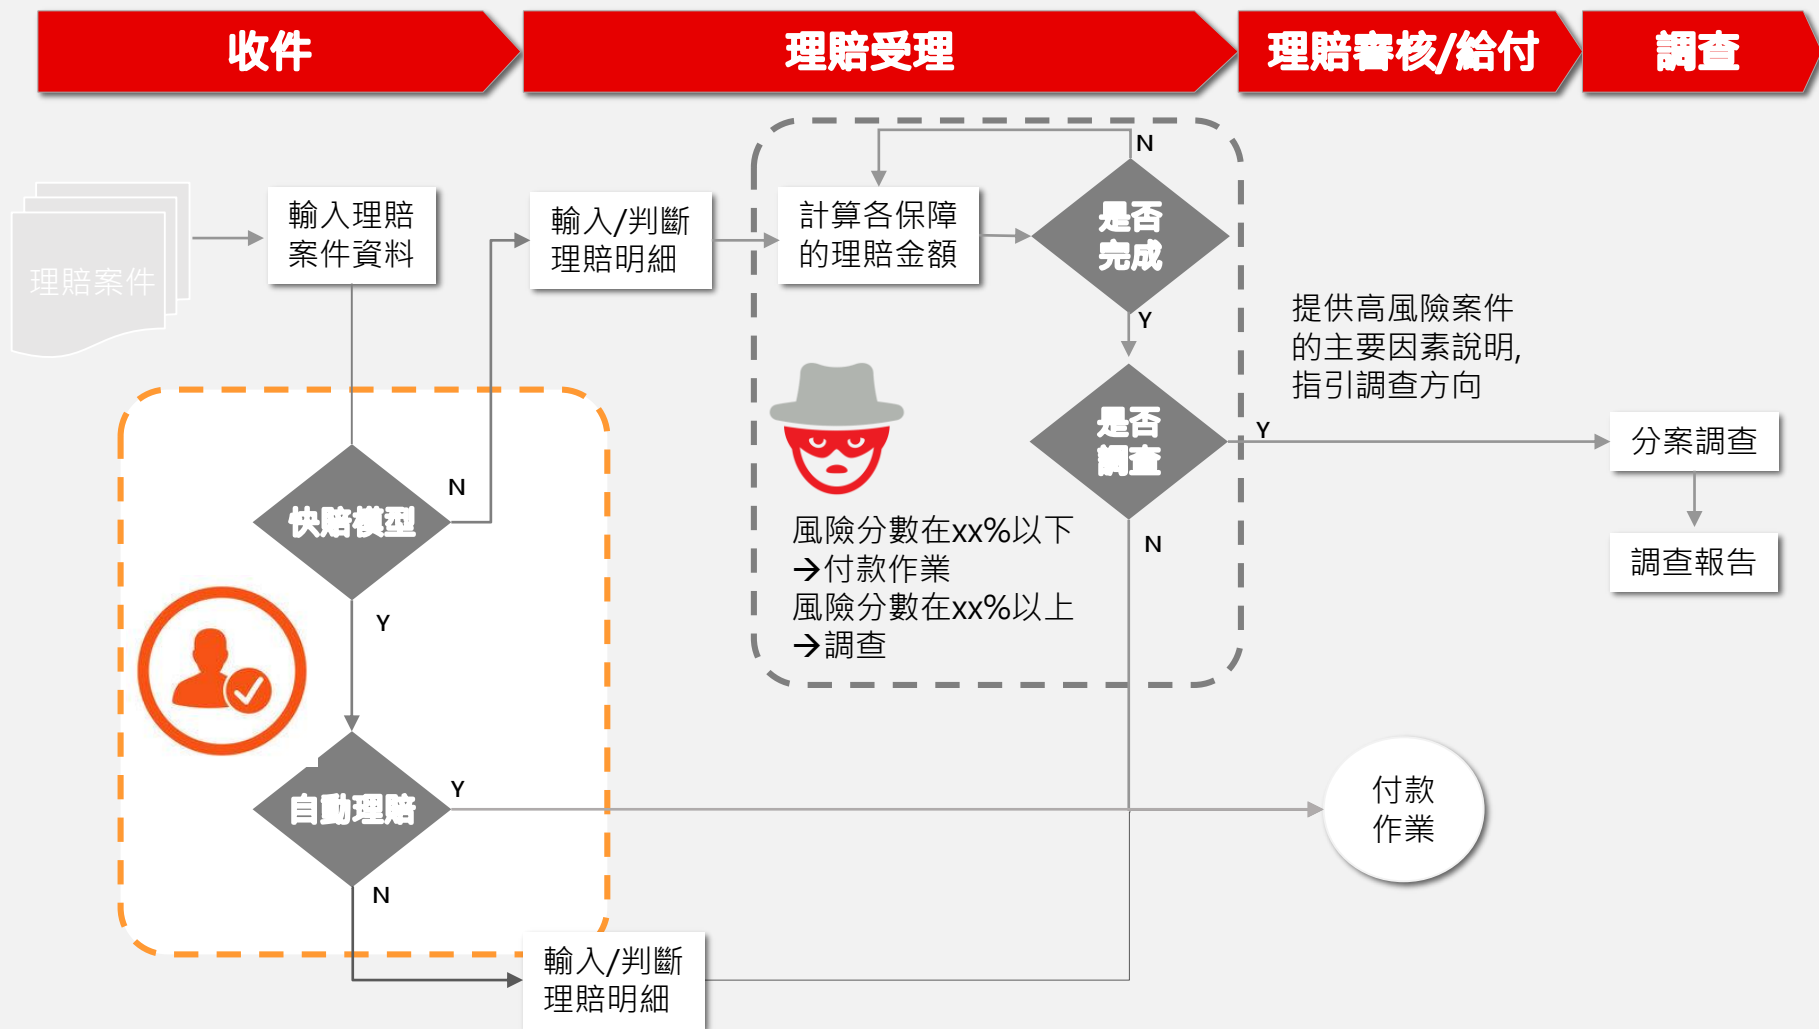 收件
理賠受理
理賠審核/給付
調查
理賠案件
輸入理賠
案件資料
輸入/判斷
理賠明細
計算各保障
的理賠金額
N
是否
完成
Y
提供高風險案件
的主要因素說明,
指引調查方向
是否
調查
Y
分案調查
調查報告
快賠模型
N
風險分數在xx%以下
→付款作業
風險分數在xx%以上
→調查
N
Y
自動理賠
Y
付款
作業
N
輸入/判斷
理賠明細